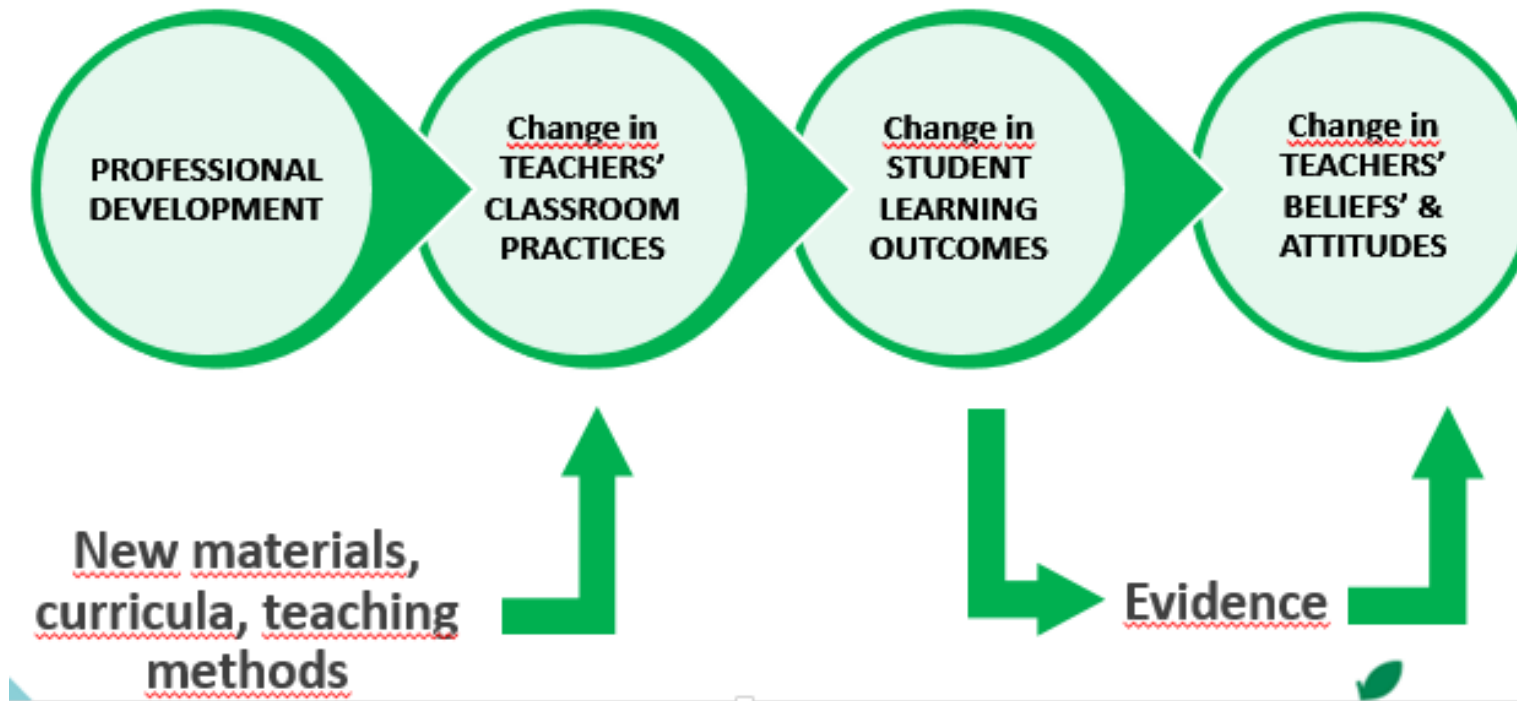 PROFESSIONAL
DEVELOPMENT
Change in
TEACHERS’
CLASSROOM
PRACTICES
Change in
STUDENT
LEARNING
OUTCOMES
Change in
TEACHERS’
BELIEFS’ &
ATTITUDES
New materials,
curricula, teaching
methods
Evidence